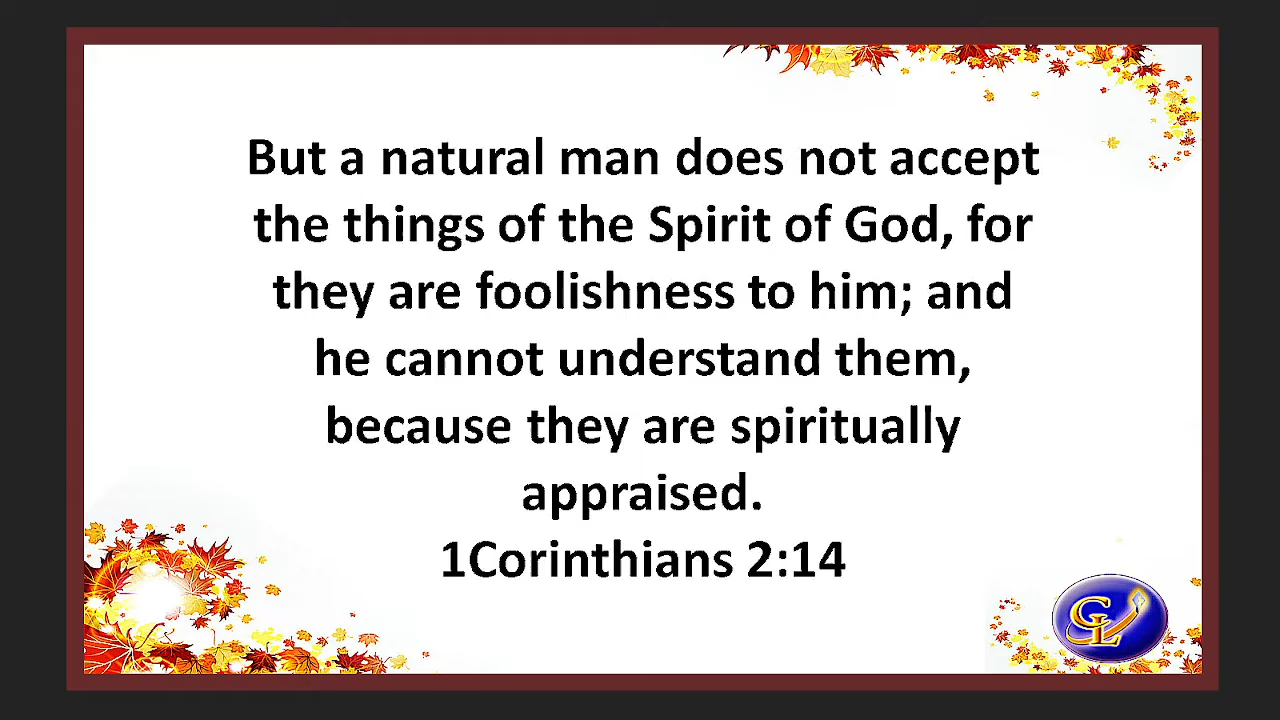 But a natural man does not accept
the things of the Spirit of God, for
they are foolishness to him; and
he cannot understand them,
because they are spiritually
appraised.
1Corinthians 2:14
GL